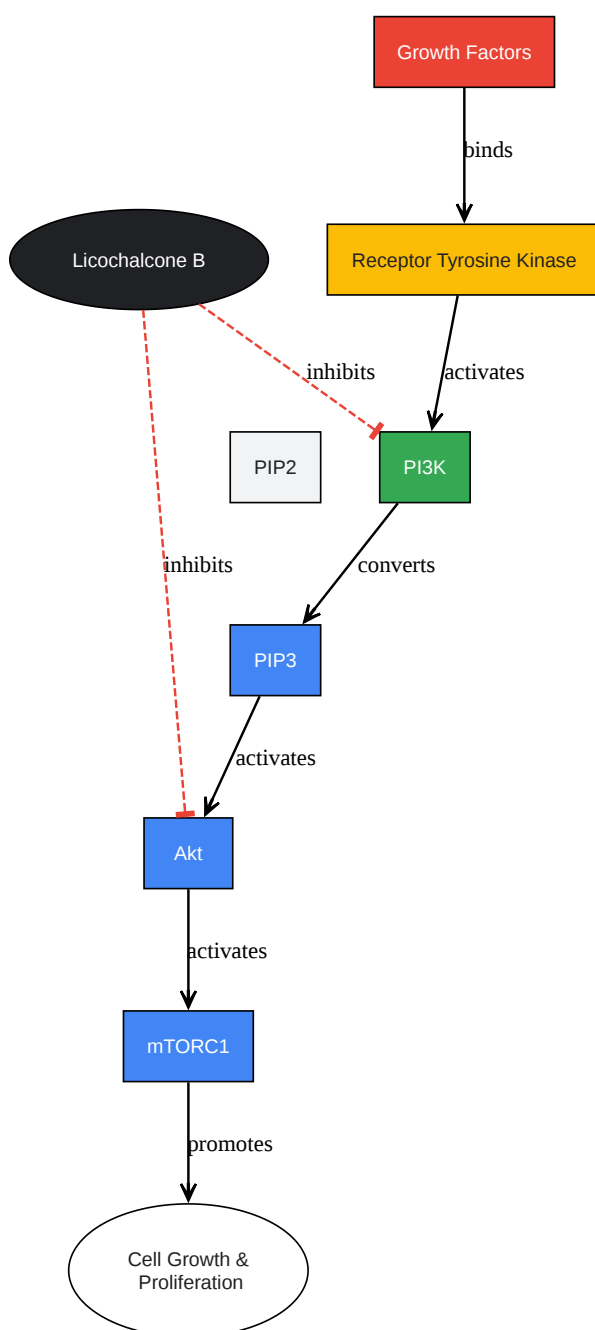 Growth Factors
binds
Licochalcone B
Receptor Tyrosine Kinase
inhibits
activates
PIP2
PI3K
inhibits
converts
PIP3
activates
Akt
activates
mTORC1
promotes
Cell Growth &
Proliferation